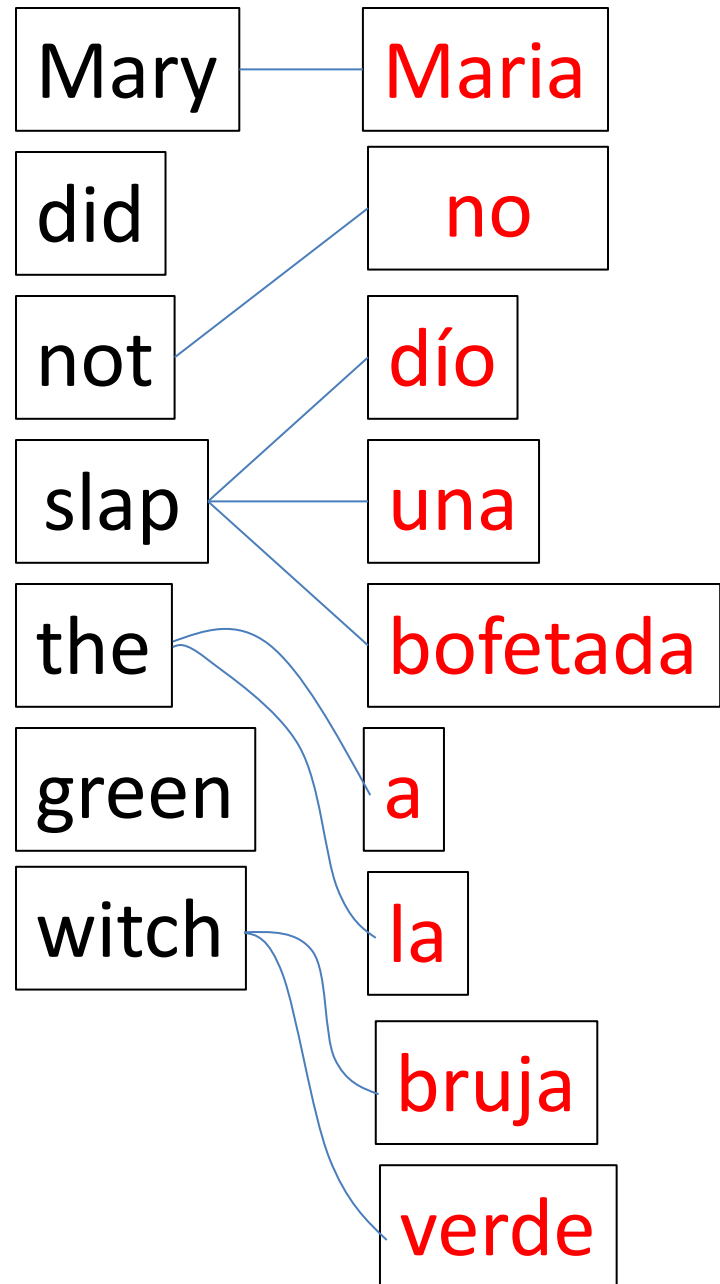 Mary Maria
did no
not dío
slap una
the bofetada
green a
witch la
bruja
verde